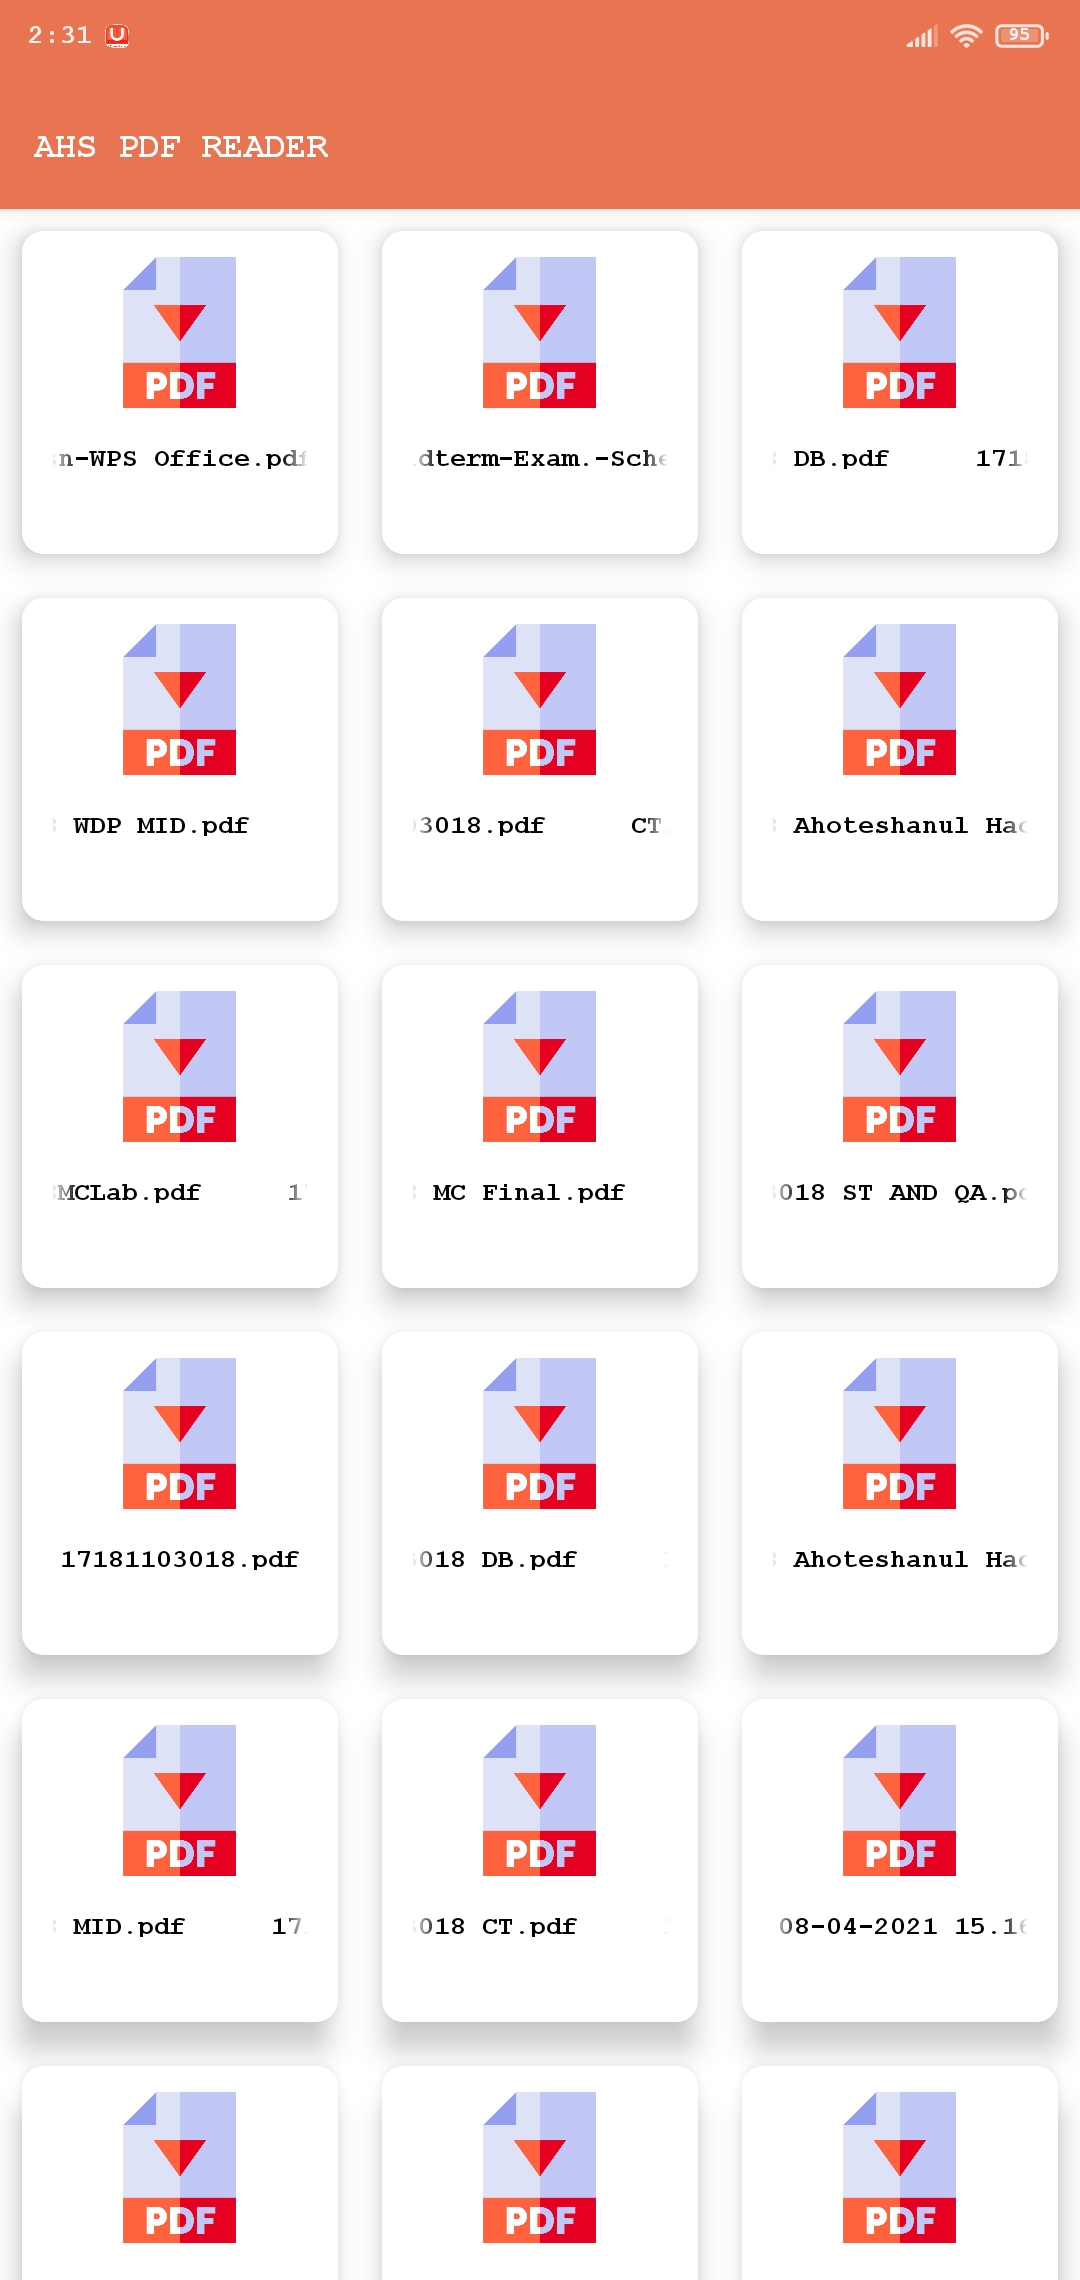 2:31 95
AHS PDF READER
PDF PDF PDF
n-WPS Office.pdf dterm-Exam.-Sche DB.pdf 171
PDF PDF PDF
WDP MID.pdf 3018.pdf CT Ahoteshanul Ha
PDF PDF PDF
MCLab.pdf 1 MC Final.pdf 018 ST AND QA.p
PDF PDF PDF
17181103018.pdf 018 DB.pdf Ahoteshanul Ha
PDF PDF PDF
MID.pdf 17 018 CT.pdf 08-04-2021 15.16
PDF PDF PDF